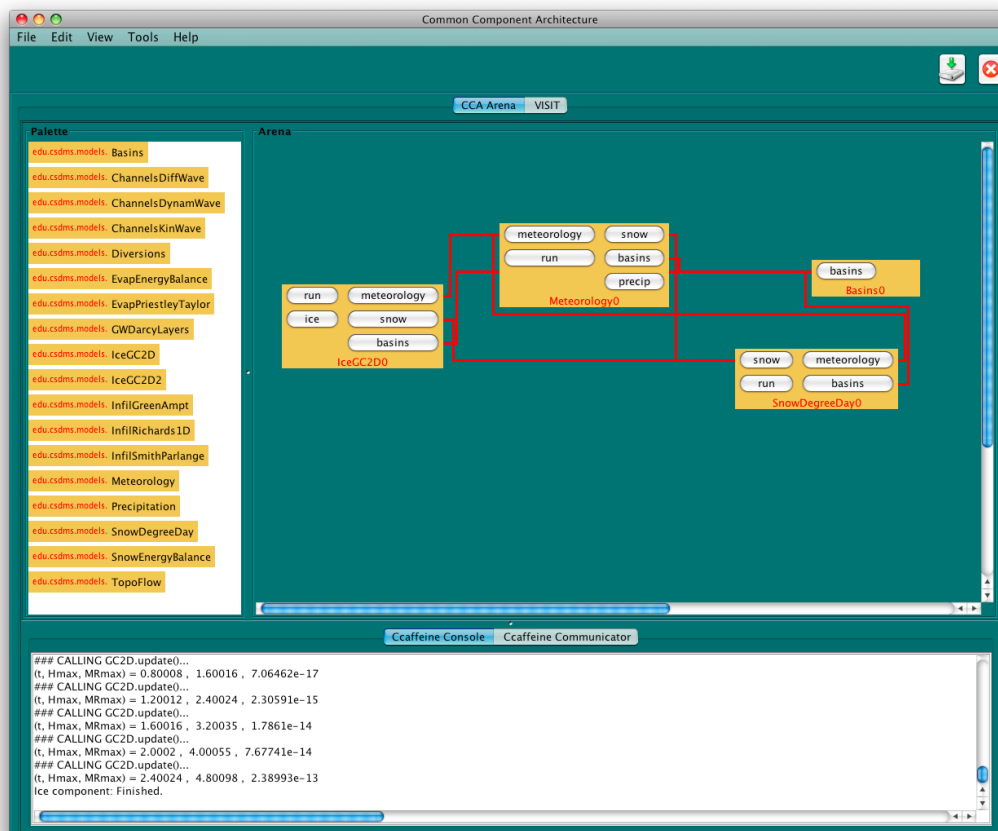 Common Component Architecture
File Edit View Tools Help
CCA Arena VISIT
Palette
edu.csdms.models. Basins
edu.csdms.models. ChannelsDiffWave
edu.csdms.models. ChannelsDynamWave
edu.csdms.models. ChannelsKinWave
edu.csdms.models. Diversions
edu.csdms.models. EvapEnergyBalance
edu.csdms.models. EvapPriestleyTaylor
edu.csdms.models. GWDarcyLayers
edu.csdms.models. IceGC2D
edu.csdms.models. IceGC2D2
edu.csdms.models. InfilGreenAmpt
edu.csdms.models. InfilRichards1D
edu.csdms.models. InfilSmithParlange
edu.csdms.models. Meteorology
edu.csdms.models. Precipitation
edu.csdms.models. SnowDegreeDay
edu.csdms.models. SnowEnergyBalance
edu.csdms.models. TopoFlow
Arena
run meteorology
ice snow
basins
IceGC2D0
meteorology snow
run basins
precip
Meteorology0
basins
Basins0
snow meteorology
run basins
SnowDegreeDay0
Ccaffeine Console Ccaffeine Communicator
### CALLING GC2D.update()...
(t, Hmax, MRmax) = 0.80008 , 1.60016 , 7.06462e-17
### CALLING GC2D.update()...
(t, Hmax, MRmax) = 1.20012 , 2.40024 , 2.30591e-15
### CALLING GC2D.update()...
(t, Hmax, MRmax) = 1.60016 , 3.20035 , 1.7861e-14
### CALLING GC2D.update()...
(t, Hmax, MRmax) = 2.0002 , 4.00055 , 7.67741e-14
### CALLING GC2D.update()...
(t, Hmax, MRmax) = 2.40024 , 4.80098 , 2.38993e-13
Ice component: Finished.